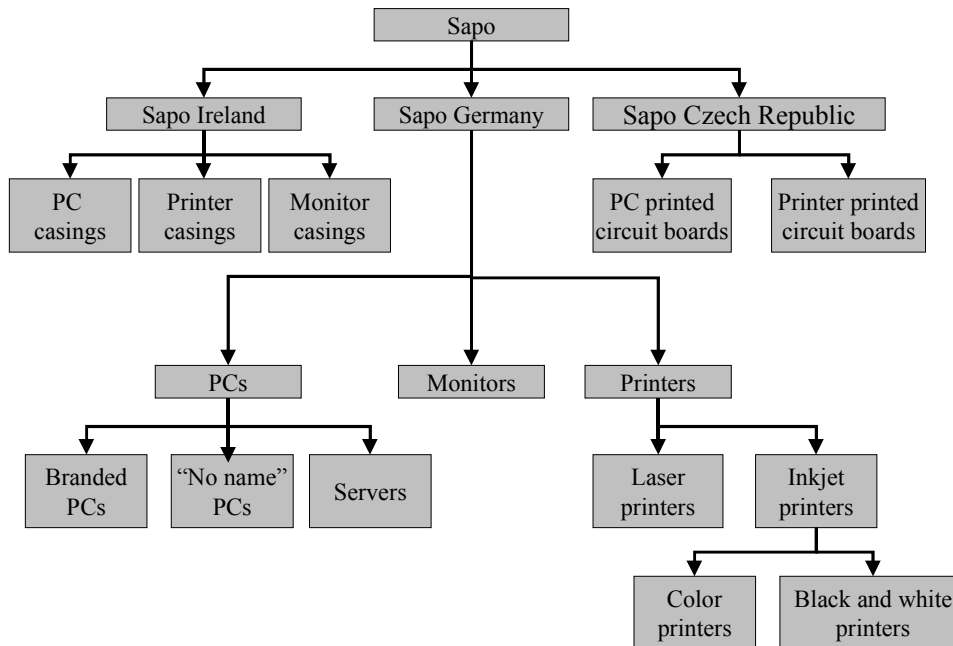 Sapo
Sapo Ireland
Sapo Germany
Sapo Czech Republic
PC
casings
Printer
casings
Monitor
casings
PC printed
circuit boards
Printer printed
circuit boards
PCs
Monitors
Printers
Branded
PCs
“No name”
PCs
Servers
Laser
printers
Inkjet
printers
Color
printers
Black and white
printers